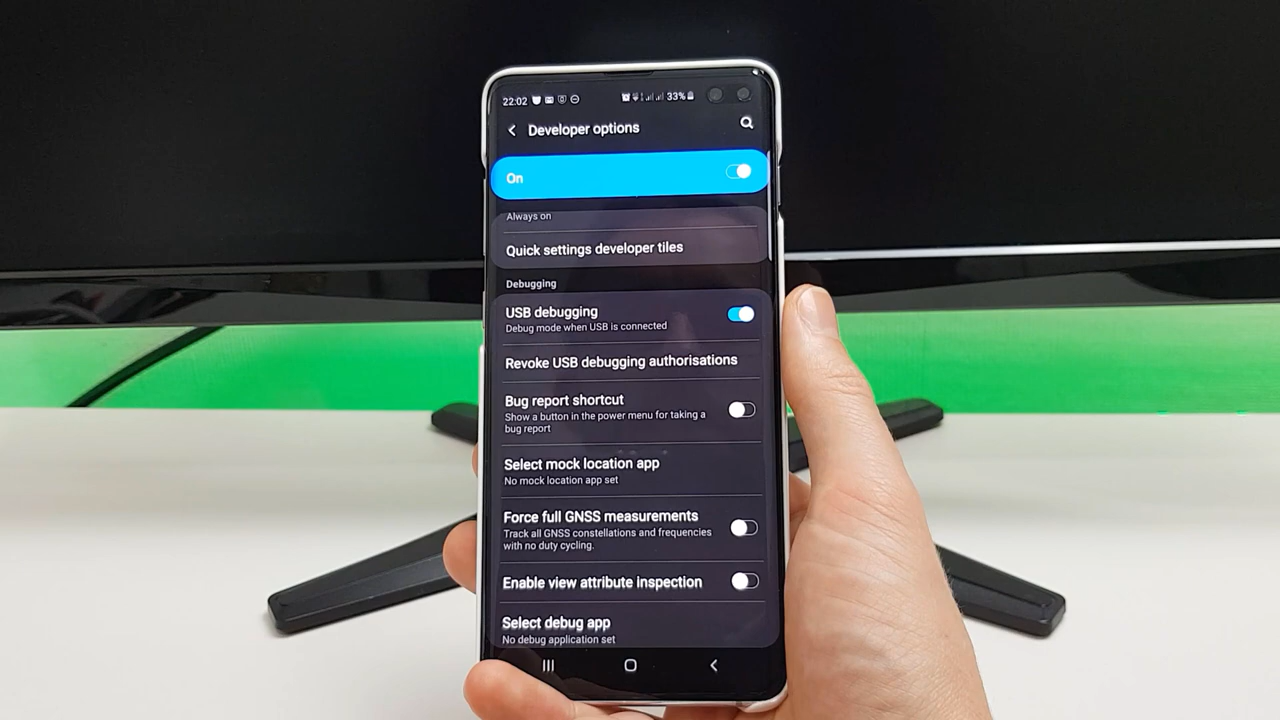 22:02 33%
Developer options
On
Always on
Quick settings developer tiles
Debugging
USB debugging
Debug mode when USB is connected
Revoke USB debugging authorisations
Bug report shortcut
Show a button in the power menu for taking a
bug report
Select mock location app
No mock location app set
Force full GNSS measurements
Track all GNSS constellations and frequencies
with no duty cycling.
Enable view attribute inspection
Select debug app
No debug application set